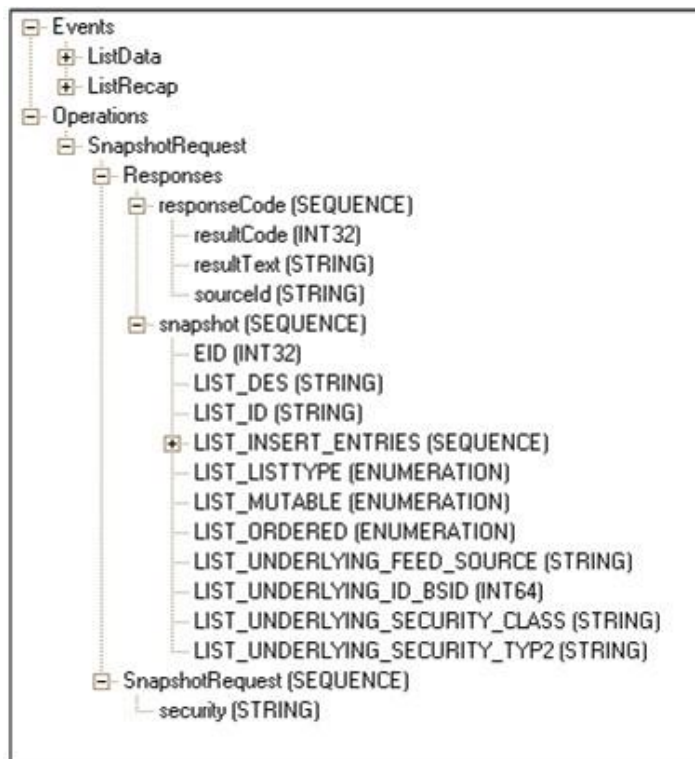 Events
ListData
ListRecap
Operations
SnapshotRequest
Responses
responseCode (SEQUENCE)
resultCode (INT32)
resultText (STRING)
sourceId (STRING)
snapshot (SEQUENCE)
EID (INT32)
LIST_DES (STRING)
LIST_ID (STRING)
LIST_INSERT_ENTRIES (SEQUENCE)
LIST_LISTTYPE (ENUMERATION)
LIST_MUTABLE (ENUMERATION)
LIST_ORDERED (ENUMERATION)
LIST_UNDERLYING_FEED_SOURCE (STRING)
LIST_UNDERLYING_ID_BSID (INT64)
LIST_UNDERLYING_SECURITY_CLASS (STRING)
LIST_UNDERLYING_SECURITY_TYP2 (STRING)
SnapshotRequest (SEQUENCE)
security (STRING)